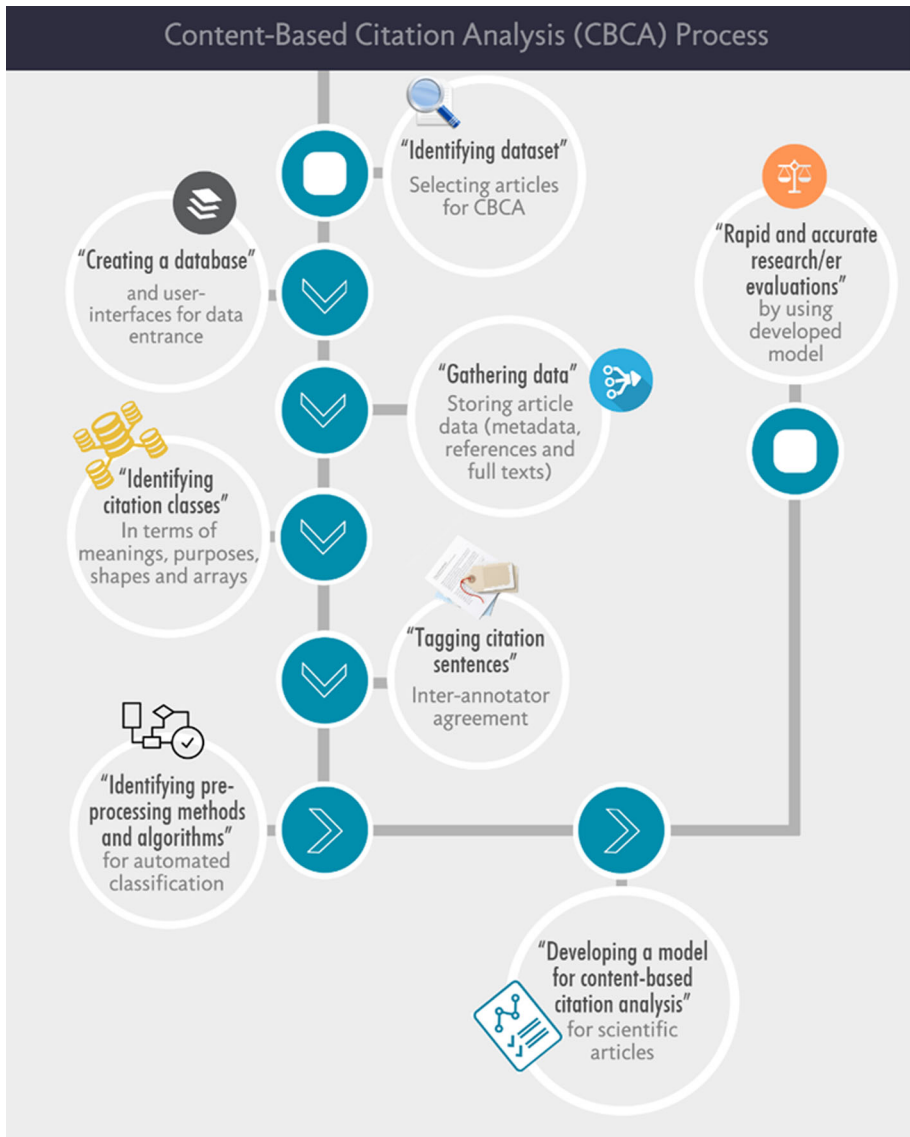 Content-Based Citation Analysis (CBCA) Process
“Identifying dataset”
Selecting articles
for CBCA
“Creating a database”
and user-
interfaces for data
entrance
“Gathering data”
Storing article
data (metadata,
references and
full texts)
“Identifying
citation classes”
In terms of
meanings, purposes,
shapes and arrays
“Tagging citation
sentences”
Inter-annotator
agreement
“Identifying pre-
processing methods
and algorithms”
for automated
classification
“Developing a model
for content-based
citation analysis”
for scientific
articles
“Rapid and accurate
research/er
evaluations”
by using
developed
model